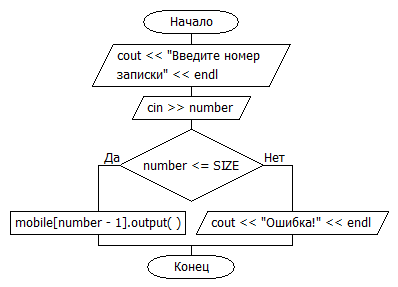 Начало
cout << "Введите номер
записки" << endl
cin >> number
Да
number <= SIZE
Нет
mobile[number - 1].output( )
cout << "Ошибка!" << endl
Конец